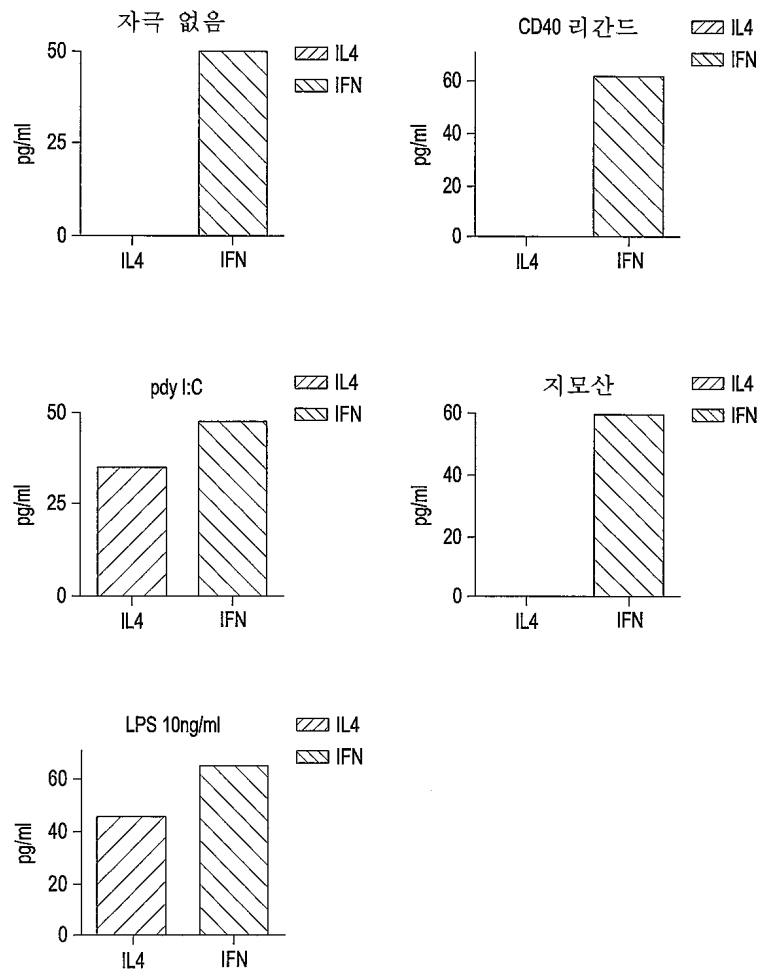 자극 없음
IL4
IFN
50
25
0
pg/ml
IL4
IFN
CD40 리간드
IL4
IFN
60
40
20
0
pg/ml
IL4
IFN
pdy I:C
IL4
IFN
50
25
0
pg/ml
IL4
IFN
지모산
IL4
IFN
60
40
20
0
pg/ml
IL4
IFN
LPS 10ng/ml
IL4
IFN
60
40
20
0
pg/ml
IL4
IFN